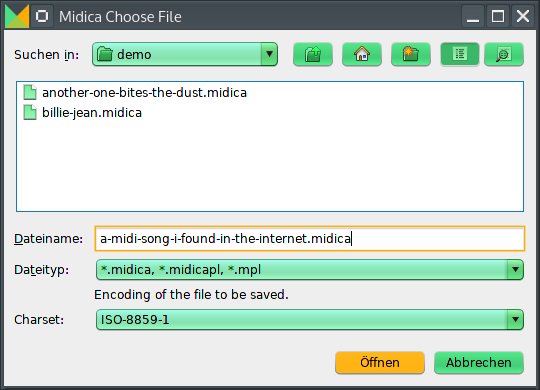 Midica Choose File
Suchen in: demo
another-one-bites-the-dust.midica
billie-jean.midica
Dateiname: a-midi-song-i-found-in-the-internet.midica
Dateityp: *.midica, *.midicapl, *.mpl
Encoding of the file to be saved.
Charset: ISO-8859-1
Öffnen Abbrechen